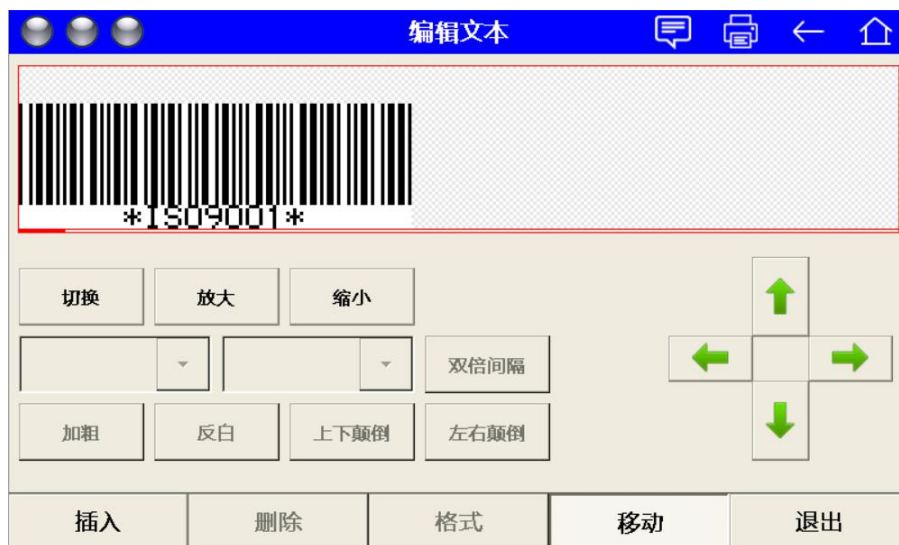 编辑文本
*ISO9001*
切换 放大 缩小
双倍间隔
加粗 反白 上下颠倒 左右颠倒
插入 删除 格式 移动 退出